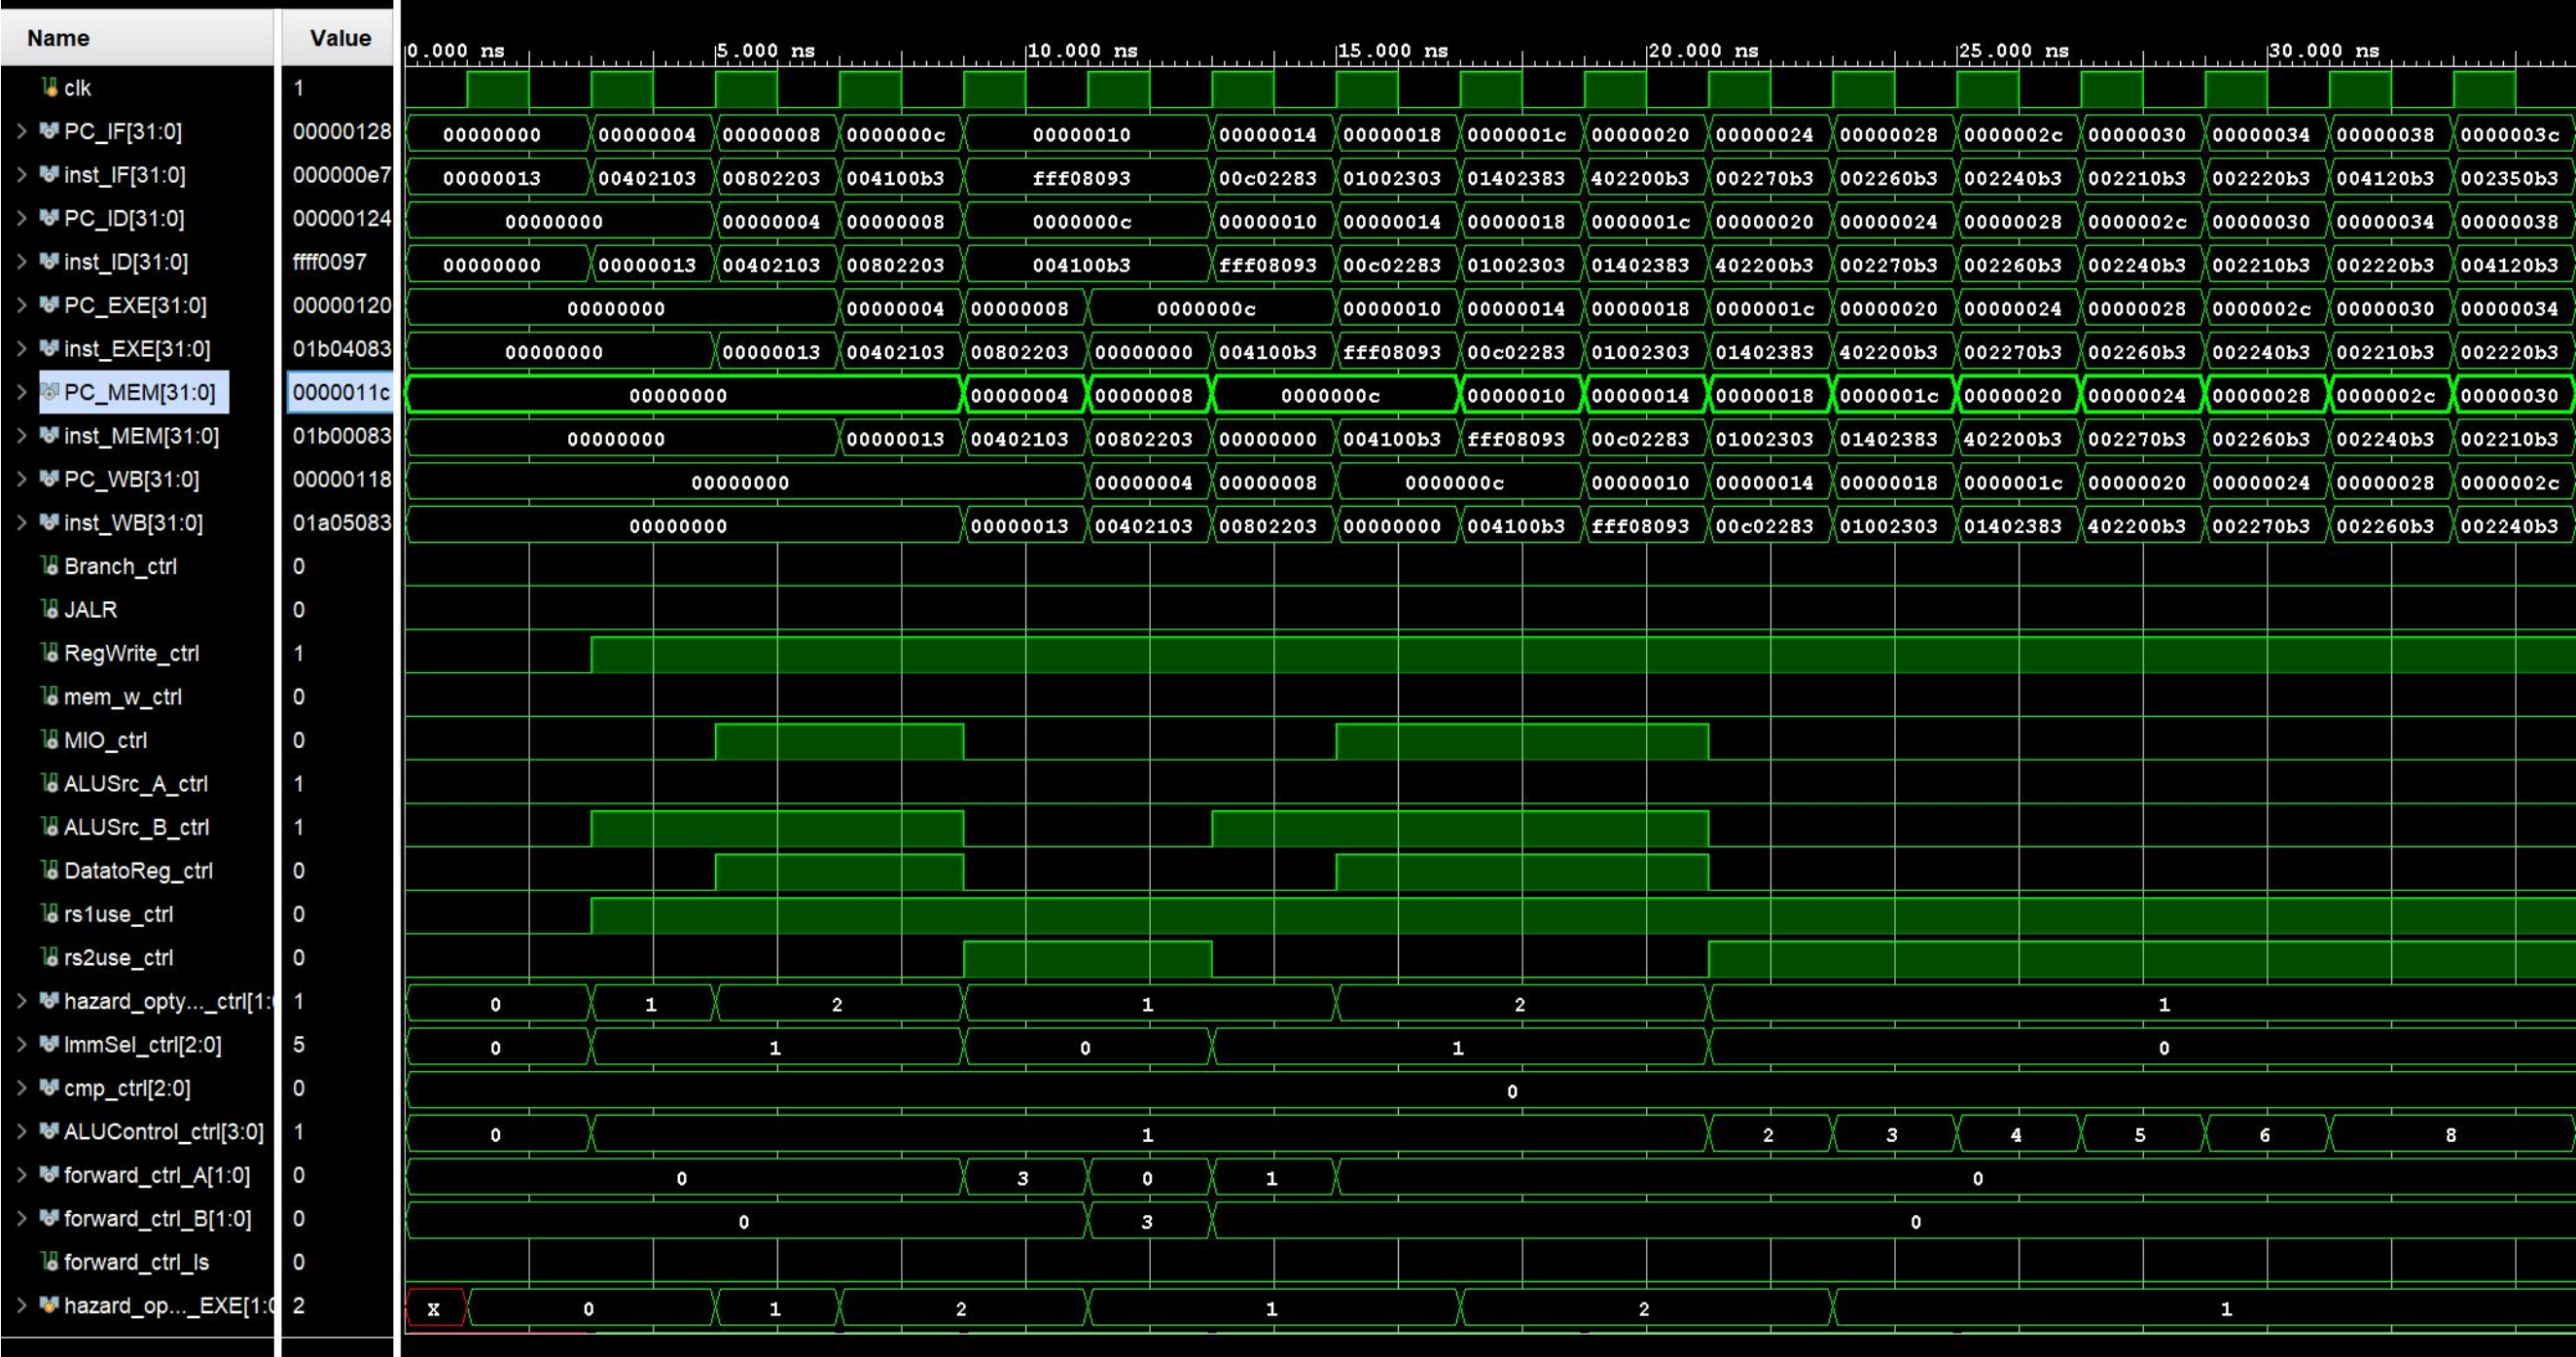 Name Value 0.000 ns 5.000 ns 10.000 ns 15.000 ns 20.000 ns 25.000 ns 30.000 ns
clk 1
PC_IF[31:0] 00000128 00000000 00000004 00000008 0000000c 00000010 00000014 00000018 0000001c 00000020 00000024 00000028 0000002c 00000030 00000034 00000038 0000003c
inst_IF[31:0] 000000e7 00000013 00402103 00802203 004100b3 fff08093 00c02283 01002303 01402383 402200b3 002270b3 002260b3 002240b3 002210b3 002220b3 004120b3 002350b3
PC_ID[31:0] 00000124 00000000 00000004 00000008 0000000c 00000010 00000014 00000018 0000001c 00000020 00000024 00000028 0000002c 00000030 00000034 00000038
inst_ID[31:0] ffff0097 00000000 00000013 00402103 00802203 004100b3 fff08093 00c02283 01002303 01402383 402200b3 002270b3 002260b3 002240b3 002210b3 002220b3 004120b3
PC_EXE[31:0] 00000120 00000000 00000004 00000008 0000000c 00000010 00000014 00000018 0000001c 00000020 00000024 00000028 0000002c 00000030 00000034
inst_EXE[31:0] 01b04083 00000000 00000013 00402103 00802203 00000000 004100b3 fff08093 00c02283 01002303 01402383 402200b3 002270b3 002260b3 002240b3 002210b3 002220b3
PC_MEM[31:0] 0000011c 00000000 00000004 00000008 0000000c 00000010 00000014 00000018 0000001c 00000020 00000024 00000028 0000002c 00000030
inst_MEM[31:0] 01b00083 00000000 00000013 00402103 00802203 00000000 004100b3 fff08093 00c02283 01002303 01402383 402200b3 002270b3 002260b3 002240b3 002210b3
PC_WB[31:0] 00000118 00000000 00000004 00000008 0000000c 00000010 00000014 00000018 0000001c 00000020 00000024 00000028 0000002c
inst_WB[31:0] 01a05083 00000000 00000013 00402103 00802203 00000000 004100b3 fff08093 00c02283 01002303 01402383 402200b3 002270b3 002260b3 002240b3
Branch_ctrl 0
JALR 0
RegWrite_ctrl 1
mem_w_ctrl 0
MIO_ctrl 0
ALUSrc_A_ctrl 1
ALUSrc_B_ctrl 1
DatatoReg_ctrl 0
rs1use_ctrl 0
rs2use_ctrl 0
hazard_opty..._ctrl[1: 1 0 1 2 1 2 1
ImmSel_ctrl[2:0] 5 0 1 0 1 0
cmp_ctrl[2:0] 0 0
ALUControl_ctrl[3:0] 1 0 1 2 3 4 5 6 8
forward_ctrl_A[1:0] 0 0 3 0 1 0
forward_ctrl_B[1:0] 0 0 3 0
forward_ctrl_ls 0
hazard_op..._EXE[1:0 2 X 0 1 2 1 2 1